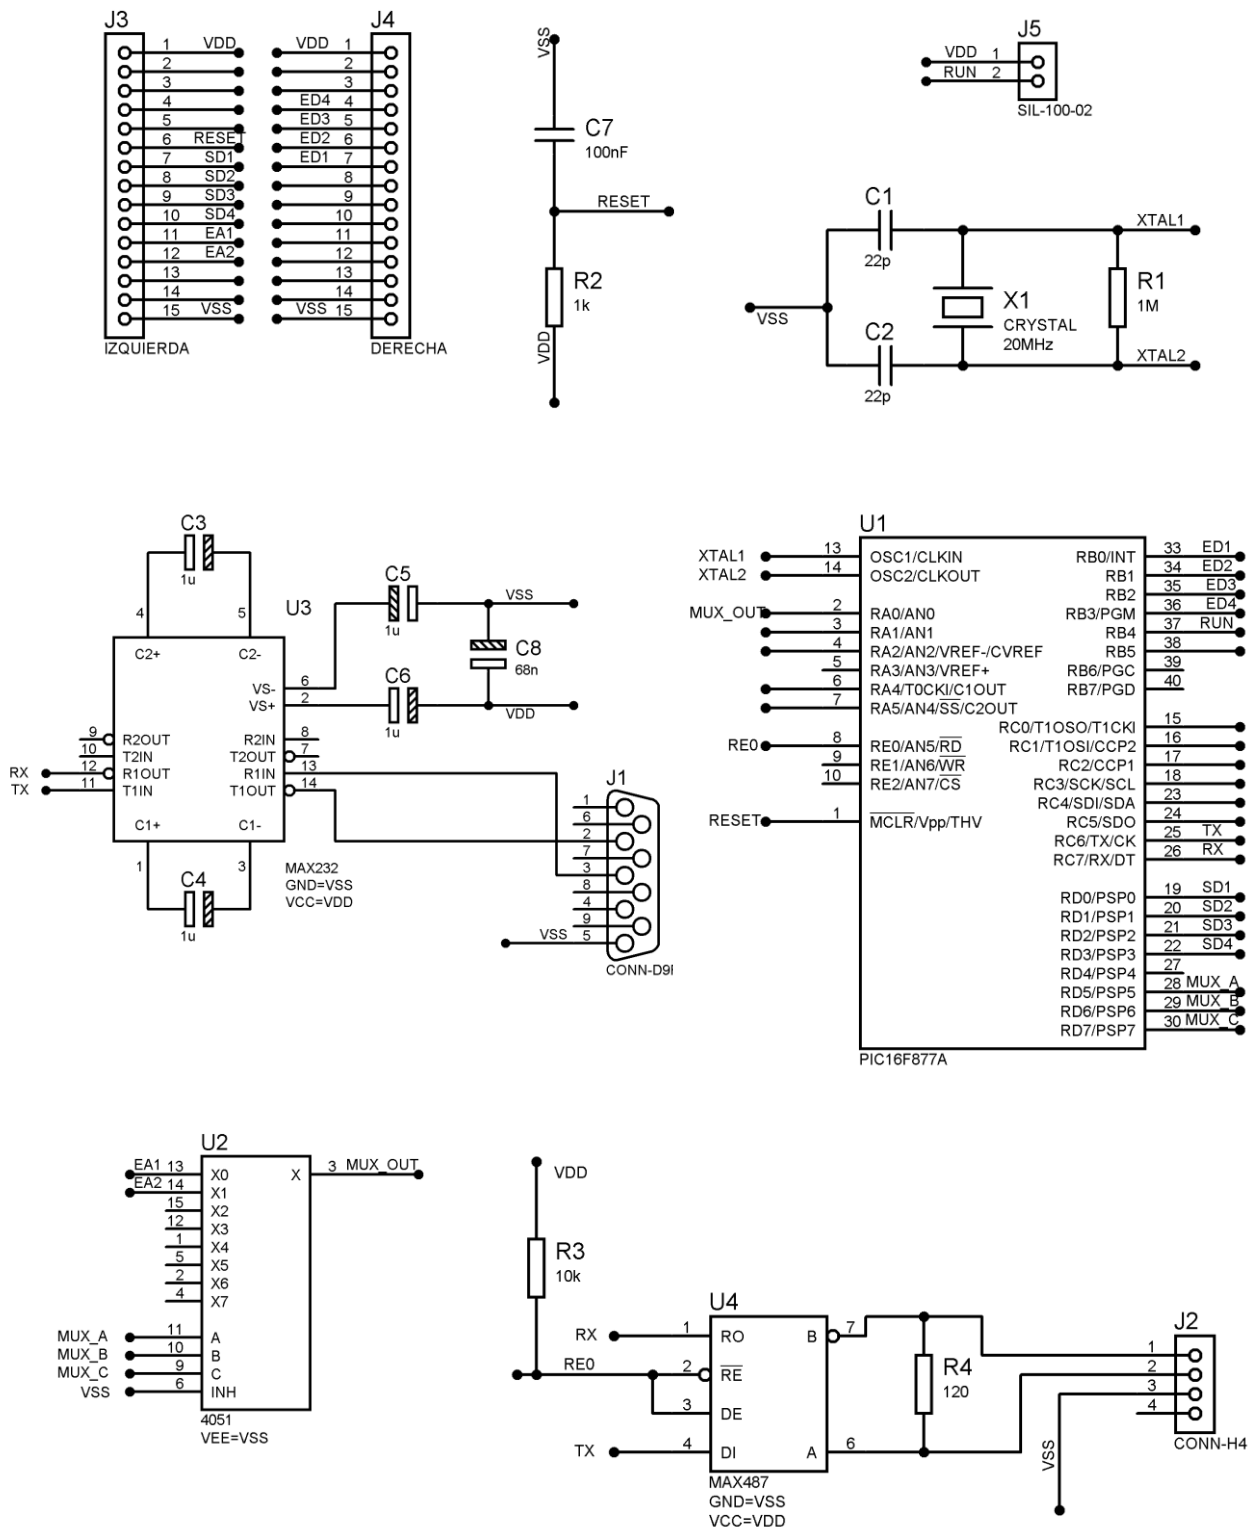 J3
1 VDD
2
3
4
5
6 RESET
7 SD1
8 SD2
9 SD3
10 SD4
11 EA1
12 EA2
13
14
15 VSS
IZQUIERDA
J4
VDD 1
2
3
ED4 4
ED3 5
ED2 6
ED1 7
8
9
10
11
12
13
14
VSS 15
DERECHA
VSS
C7
100nF
RESET
R2
1k
VDD
J5
VDD 1
RUN 2
SIL-100-02
C1
22p
XTAL1
VSS
X1
CRYSTAL
20MHz
R1
1M
C2
22p
XTAL2
C3
1u
4
5
U3
C2+ C2-
VS- 6
VS+ 2
C5
1u
VSS
C8
68n
C6
1u
VDD
9 R2OUT R2IN 8
10 T2IN T2OUT 7
RX 12 R1OUT R1IN 13
TX 11 T1IN T1OUT 14
C1+ C1-
1
3
MAX232
GND=VSS
VCC=VDD
C4
1u
J1
1
6
2
7
3
8
4
9
VSS 5
CONN-D9
U1
XTAL1 13 OSC1/CLKIN
XTAL2 14 OSC2/CLKOUT
MUX_OUT 2 RA0/AN0
3 RA1/AN1
4 RA2/AN2/VREF-/CVREF
5 RA3/AN3/VREF+
6 RA4/T0CKI/C1OUT
7 RA5/AN4/SS/C2OUT
RE0 8 RE0/AN5/RD
9 RE1/AN6/WR
10 RE2/AN7/CS
RESET 1 MCLR/Vpp/THV
RB0/INT 33 ED1
RB1 34 ED2
RB2 35 ED3
RB3/PGM 36 ED4
RB4 37 RUN
RB5 38
RB6/PGC 39
RB7/PGD 40
RC0/T1OSO/T1CKI 15
RC1/T1OSI/CCP2 16
RC2/CCP1 17
RC3/SCK/SCL 18
RC4/SDI/SDA 23
RC5/SDO 24
RC6/TX/CK 25 TX
RC7/RX/DT 26 RX
RD0/PSP0 19 SD1
RD1/PSP1 20 SD2
RD2/PSP2 21 SD3
RD3/PSP3 22 SD4
RD4/PSP4 27
RD5/PSP5 28 MUX_A
RD6/PSP6 29 MUX_B
RD7/PSP7 30 MUX_C
PIC16F877A
U2
EA1 13 X0 X 3 MUX_OUT
EA2 14 X1
15 X2
12 X3
1 X4
5 X5
2 X6
4 X7
MUX_A 11 A
MUX_B 10 B
MUX_C 9 C
VSS 6 INH
4051
VEE=VSS
VDD
R3
10k
U4
RX 1 RO B 7
RE0 2 RE
3 DE
TX 4 DI A 6
MAX487
GND=VSS
VCC=VDD
R4
120
J2
1
2
3
4
VSS
CONN-H4